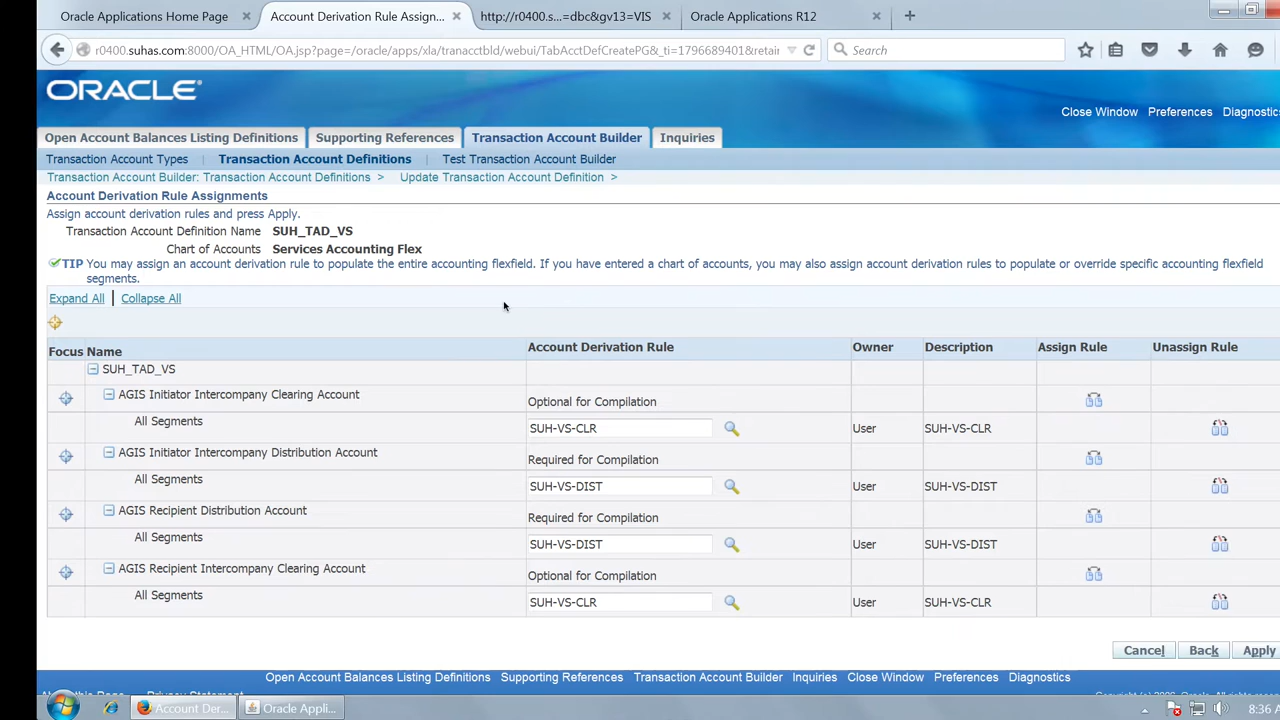 Oracle Applications Home Page
Account Derivation Rule Assign...
http://r0400.s...=dbc&gv13=VIS
Oracle Applications R12
r0400.suhas.com:8000/OA_HTML/OA.jsp?page=/oracle/apps/xla/tranacctbld/webui/TabAcctDefCreatePG&_ti=1796689401&retain
Search
ORACLE®
Close Window Preferences Diagnostic
Open Account Balances Listing Definitions Supporting References Transaction Account Builder Inquiries
Transaction Account Types | Transaction Account Definitions | Test Transaction Account Builder
Transaction Account Builder: Transaction Account Definitions > Update Transaction Account Definition >
Account Derivation Rule Assignments
Assign account derivation rules and press Apply.
Transaction Account Definition Name SUH_TAD_VS
Chart of Accounts Services Accounting Flex
TIP You may assign an account derivation rule to populate the entire accounting flexfield. If you have entered a chart of accounts, you may also assign account derivation rules to populate or override specific accounting flexfield
segments.
Expand All | Collapse All
Focus Name Account Derivation Rule Owner Description Assign Rule Unassign Rule
SUH_TAD_VS
AGIS Initiator Intercompany Clearing Account Optional for Compilation
All Segments SUH-VS-CLR User SUH-VS-CLR
AGIS Initiator Intercompany Distribution Account Required for Compilation
All Segments SUH-VS-DIST User SUH-VS-DIST
AGIS Recipient Distribution Account Required for Compilation
All Segments SUH-VS-DIST User SUH-VS-DIST
AGIS Recipient Intercompany Clearing Account Optional for Compilation
All Segments SUH-VS-CLR User SUH-VS-CLR
Cancel Back Apply
Open Account Balances Listing Definitions Supporting References Transaction Account Builder Inquiries Close Window Preferences Diagnostics
About this Page Privacy Statement
Account Der... Oracle Appli... 8:36 A